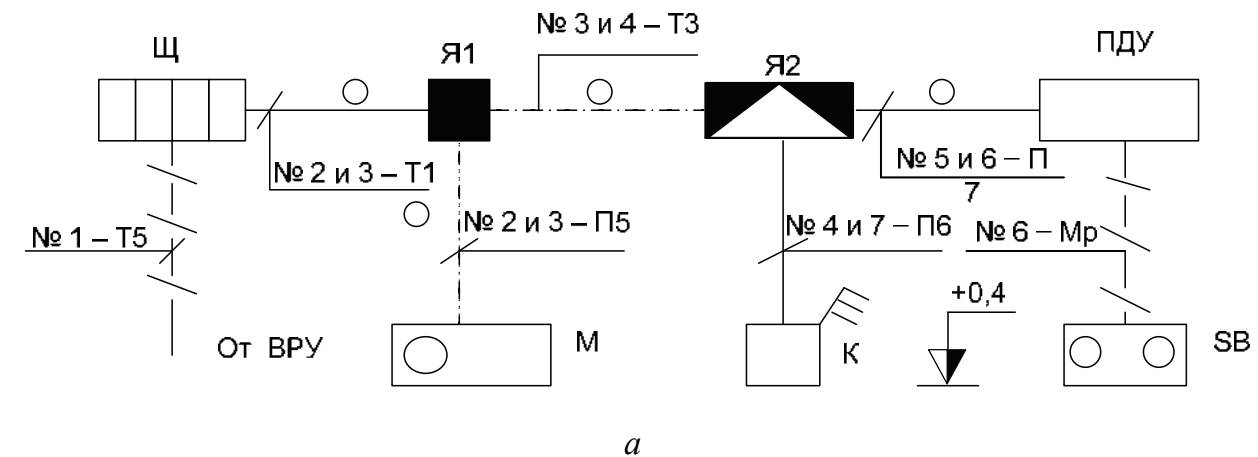 № 3 и 4 – Т3
Щ
Я1
Я2
ПДУ
№ 2 и 3 – Т1
№ 5 и 6 – П
7
№ 1 – Т5
№ 2 и 3 – П5
№ 4 и 7 – П6
№ 6 – Мр
+0,4
От ВРУ
М
К
SB
а